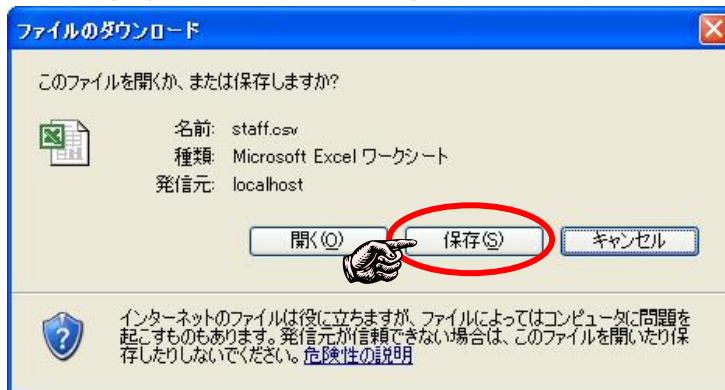 ファイルのダウンロード
このファイルを開くか、または保存しますか?
名前: staff.csv
種類: Microsoft Excel ワークシート
発信元: localhost
開く(O) 保存(S) キャンセル
インターネットのファイルは役に立ちますが、ファイルによってはコンピュータに問題を
起こすものもあります。発信元が信頼できない場合は、このファイルを開いたり保
存したりしないでください。危険性の説明